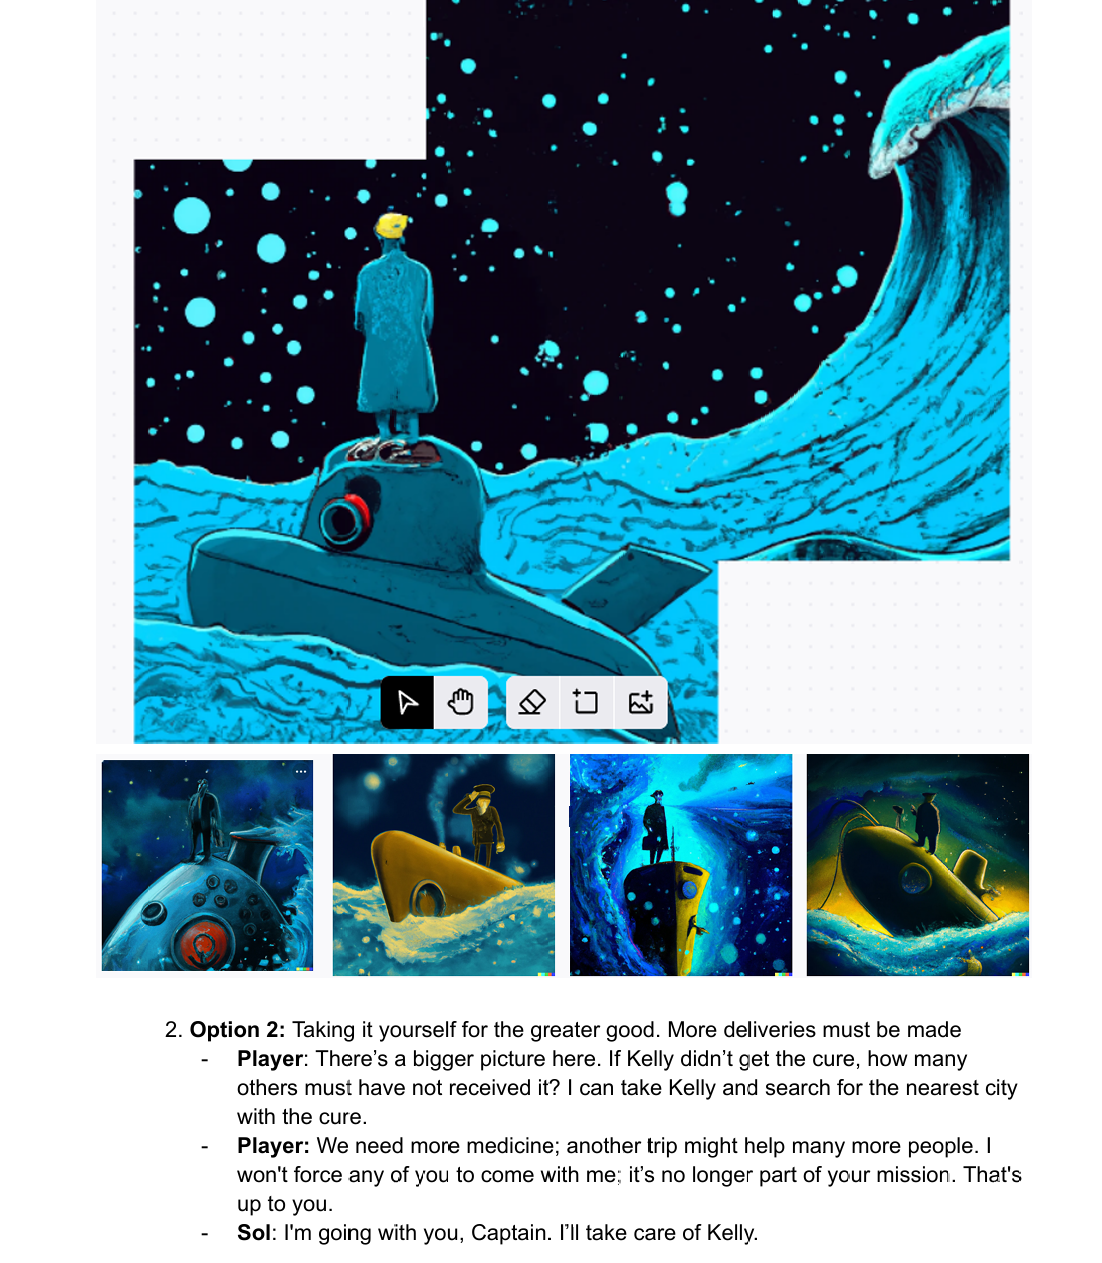 2. Option 2: Taking it yourself for the greater good. More deliveries must be made
- Player: There’s a bigger picture here. If Kelly didn’t get the cure, how many
others must have not received it? I can take Kelly and search for the nearest city
with the cure.
- Player: We need more medicine; another trip might help many more people. I
won't force any of you to come with me; it’s no longer part of your mission. That's
up to you.
- Sol: I'm going with you, Captain. I’ll take care of Kelly.